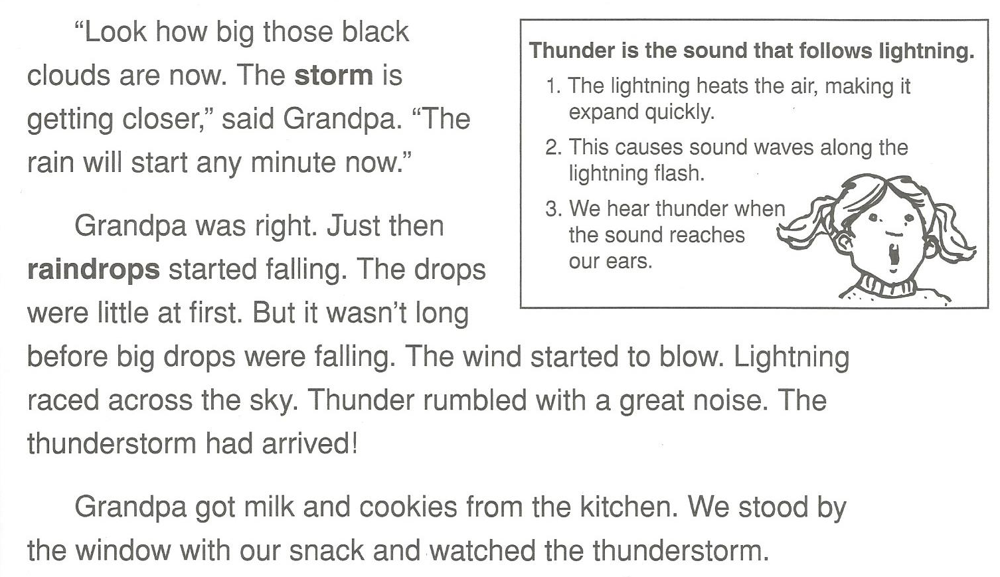 “Look how big those black
clouds are now. The storm is
getting closer,” said Grandpa. “The
rain will start any minute now.”
Grandpa was right. Just then
raindrops started falling. The drops
were little at first. But it wasn’t long
before big drops were falling. The wind started to blow. Lightning
raced across the sky. Thunder rumbled with a great noise. The
thunderstorm had arrived!
Grandpa got milk and cookies from the kitchen. We stood by
the window with our snack and watched the thunderstorm.
Thunder is the sound that follows lightning.
1. The lightning heats the air, making it
expand quickly.
2. This causes sound waves along the
lightning flash.
3. We hear thunder when
the sound reaches
our ears.